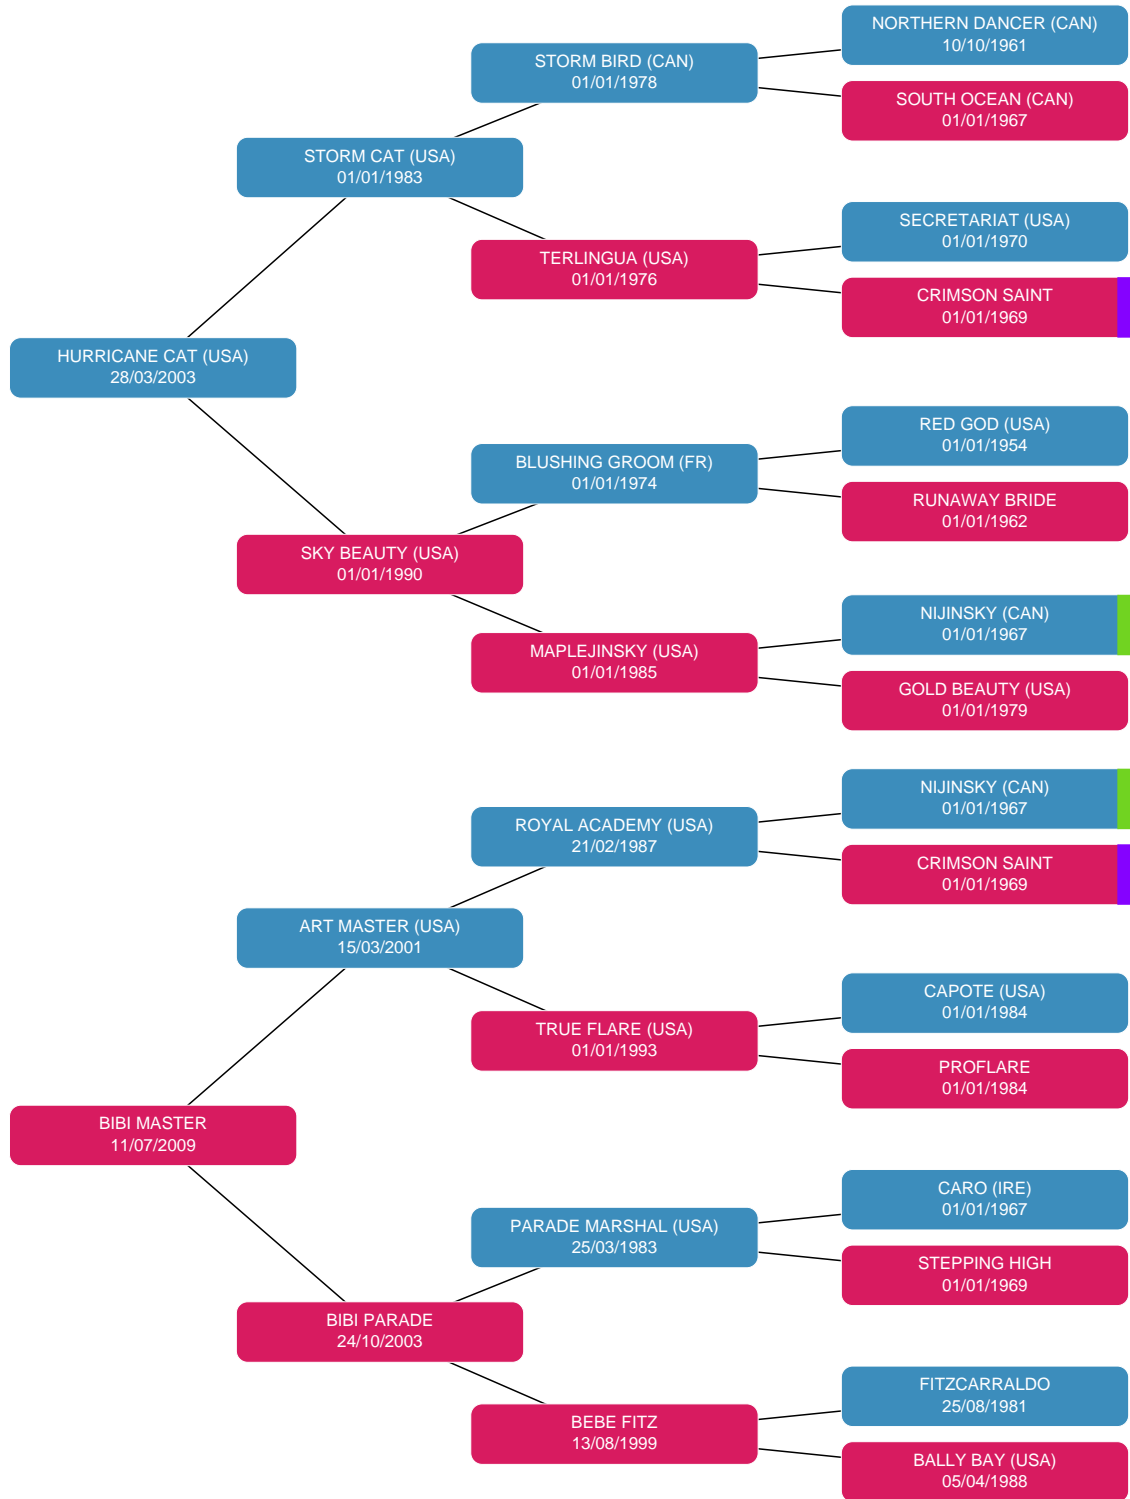 NORTHERN DANCER (CAN)
10/10/1961
STORM BIRD (CAN)
01/01/1978
SOUTH OCEAN (CAN)
01/01/1967
STORM CAT (USA)
01/01/1983
SECRETARIAT (USA)
01/01/1970
TERLINGUA (USA)
01/01/1976
CRIMSON SAINT
01/01/1969
HURRICANE CAT (USA)
28/03/2003
RED GOD (USA)
01/01/1954
BLUSHING GROOM (FR)
01/01/1974
RUNAWAY BRIDE
01/01/1962
SKY BEAUTY (USA)
01/01/1990
NIJINSKY (CAN)
01/01/1967
MAPLEJINSKY (USA)
01/01/1985
GOLD BEAUTY (USA)
01/01/1979
NIJINSKY (CAN)
01/01/1967
ROYAL ACADEMY (USA)
21/02/1987
CRIMSON SAINT
01/01/1969
ART MASTER (USA)
15/03/2001
CAPOTE (USA)
01/01/1984
TRUE FLARE (USA)
01/01/1993
PROFLARE
01/01/1984
BIBI MASTER
11/07/2009
CARO (IRE)
01/01/1967
PARADE MARSHAL (USA)
25/03/1983
STEPPING HIGH
01/01/1969
BIBI PARADE
24/10/2003
FITZCARRALDO
25/08/1981
BEBE FITZ
13/08/1999
BALLY BAY (USA)
05/04/1988